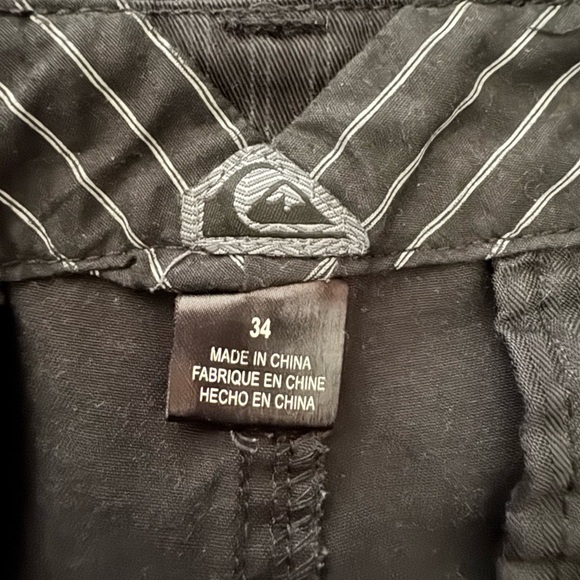 34
MADE IN CHINA
FABRIQUE EN CHINE
HECHO EN CHINA